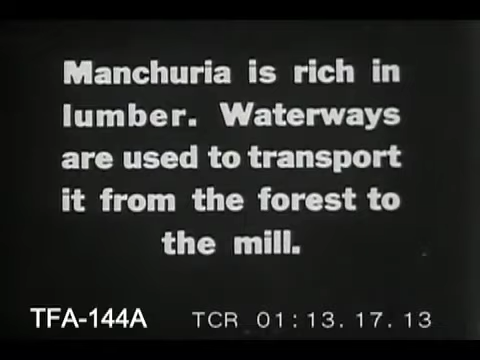 Manchuria is rich in
lumber. Waterways
are used to transport
it from the forest to
the mill.
TFA-144A
TCR 01:13.17.13